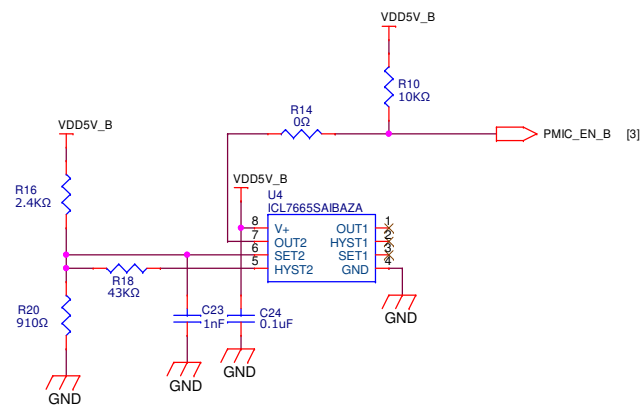 VDD5V_B
R10
10KΩ
R14
0Ω
PMIC_EN_B [3]
VDD5V_B
VDD5V_B
U4
ICL7665SAIBAZA
R16
2.4KΩ
8 V+ OUT1 1
7 OUT2 HYST1 2
6 SET2 SET1 3
5 HYST2 GND 4
R18
43KΩ
R20
910Ω
C23
1nF
C24
0.1uF
GND
GND
GND
GND